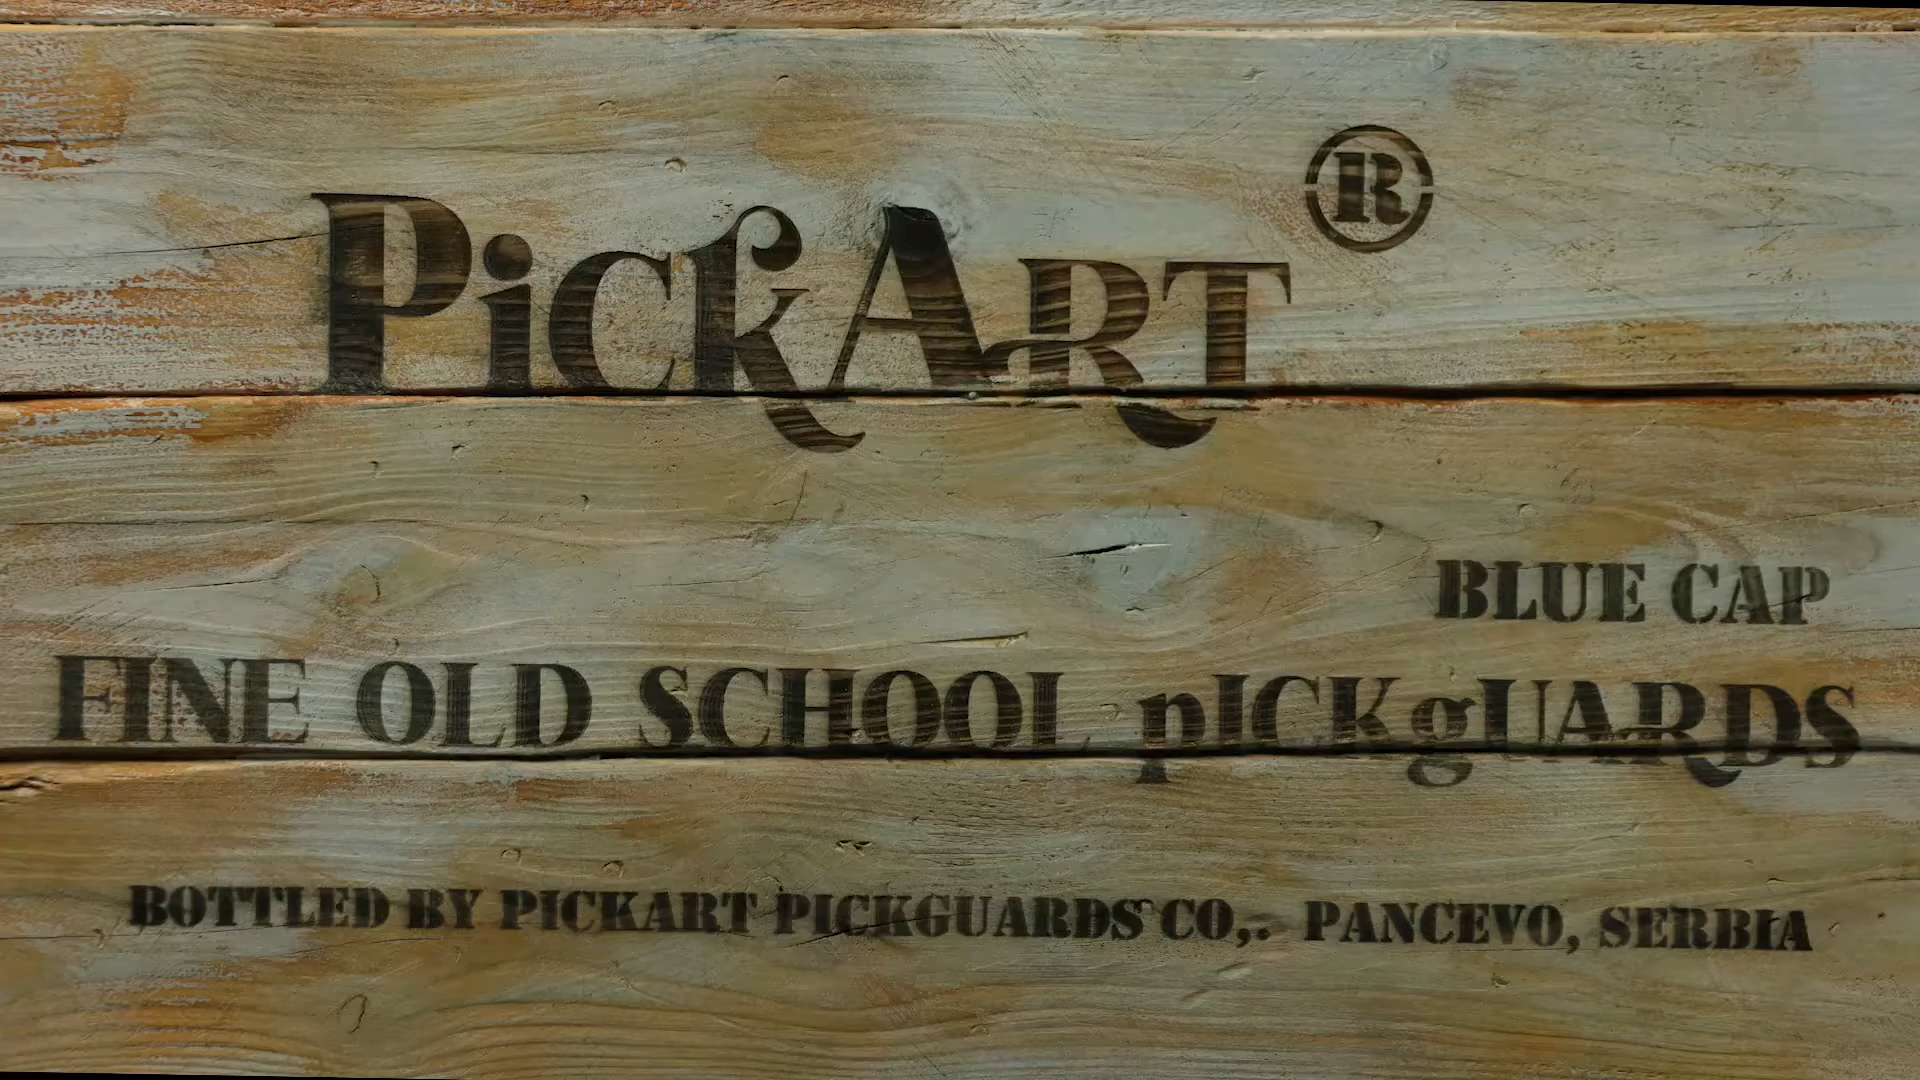 PickArt ®
BLUE CAP
FINE OLD SCHOOL pICKgUARDS
BOTTLED BY PICKART PICKGUARDS CO,. PANCEVO, SERBIA